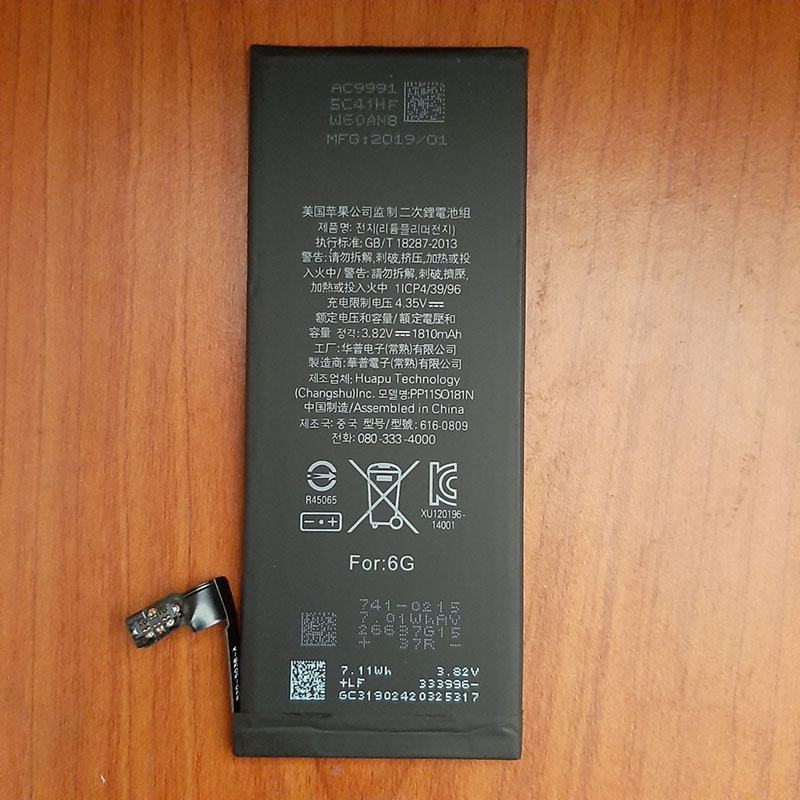 AC9991
5C41HF
W60AN8
MFG:2019/01
美国苹果公司监制 二次鋰電池組
제품명: 전지(리튬폴리머전지)
执行标准: GB/T 18287-2013
警告:请勿拆解,刺破,挤压,加热或投
入火中/ 警告: 請勿拆解,刺破,擠壓,
加熱或投入火中 1ICP4/39/96
充电限制电压 4.35V⎓
额定电压和容量/ 額定電壓和
容量 정격: 3.82V⎓1810mAh
工厂: 华普电子(常熟)有限公司
製造商: 華普電子(常熟)有限公司
제조업체: Huapu Technology
(Changshu)Inc. 모델명:PP11SO181N
中国制造/Assembled in China
제조국: 중국 型号/型號: 616-0809
전화: 080-333-4000
R45065
XU120196-
14001
For:6G
741-0215
7.01WhAV
26637G15
+ 37R -
7.11Wh 3.82V
+LF 333996-
GC31902420325317